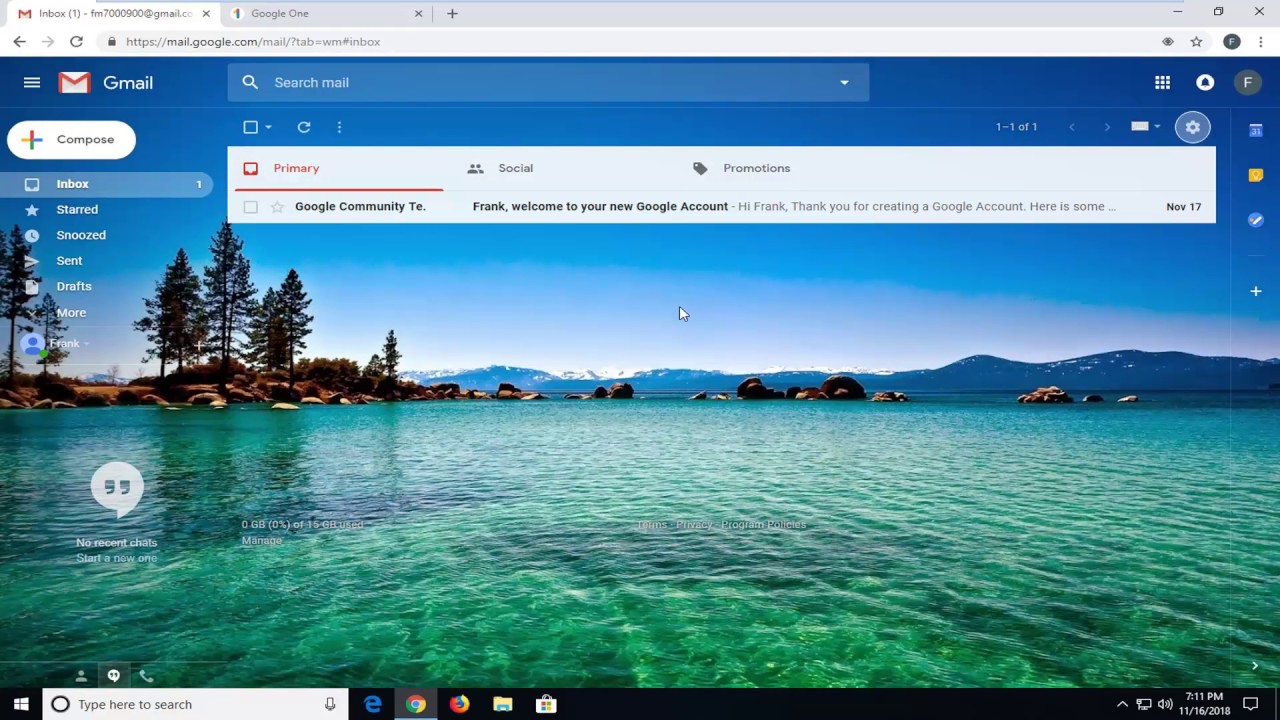 Inbox (1) - fm7000900@gmail.co
Google One
https://mail.google.com/mail/?tab=wm#inbox
F
Gmail
Search mail
F
Compose
1–1 of 1
31
Primary
Social
Promotions
Inbox 1
Google Community Te. Frank, welcome to your new Google Account - Hi Frank, Thank you for creating a Google Account. Here is some ... Nov 17
Starred
Snoozed
Sent
Drafts
More
Frank
0 GB (0%) of 15 GB used
Manage
Terms · Privacy · Program Policies
No recent chats
Start a new one
Type here to search
7:11 PM
11/16/2018